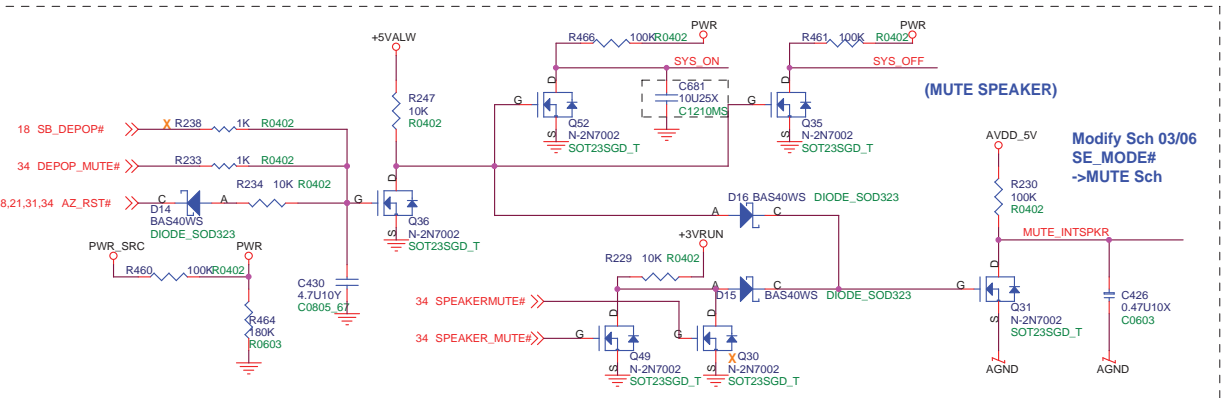 R466 100K R0402 PWR
R461 100K R0402 PWR
+5VALW
SYS_ON
SYS_OFF
(MUTE SPEAKER)
R247
10K
R0402
D
G
S
Q52
N-2N7002
SOT23SGD_T
C681
10U25X
C1210MS
D
G
S
Q35
N-2N7002
SOT23SGD_T
AVDD_5V
Modify Sch 03/06
SE_MODE#
->MUTE Sch
18 SB_DEPOP# X R238 1K R0402
34 DEPOP_MUTE# R233 1K R0402
8,21,31,34 AZ_RST# C A R234 10K R0402
D14
BAS40WS
DIODE_SOD323
D
G
S
Q36
N-2N7002
SOT23SGD_T
R230
100K
R0402
A D16 C BAS40WS DIODE_SOD323
MUTE_INTSPKR
PWR_SRC PWR
R460 100K R0402
R464
180K
R0603
C430
4.7U10Y
C0805_67
+3VRUN
R229 10K R0402
A C
D15 BAS40WS DIODE_SOD323
34 SPEAKERMUTE#
34 SPEAKER_MUTE#
D
G
S
Q49
N-2N7002
SOT23SGD_T
D
G
S
X Q30
N-2N7002
SOT23SGD_T
D
G
S
Q31
N-2N7002
SOT23SGD_T
C426
0.47U10X
C0603
AGND
AGND